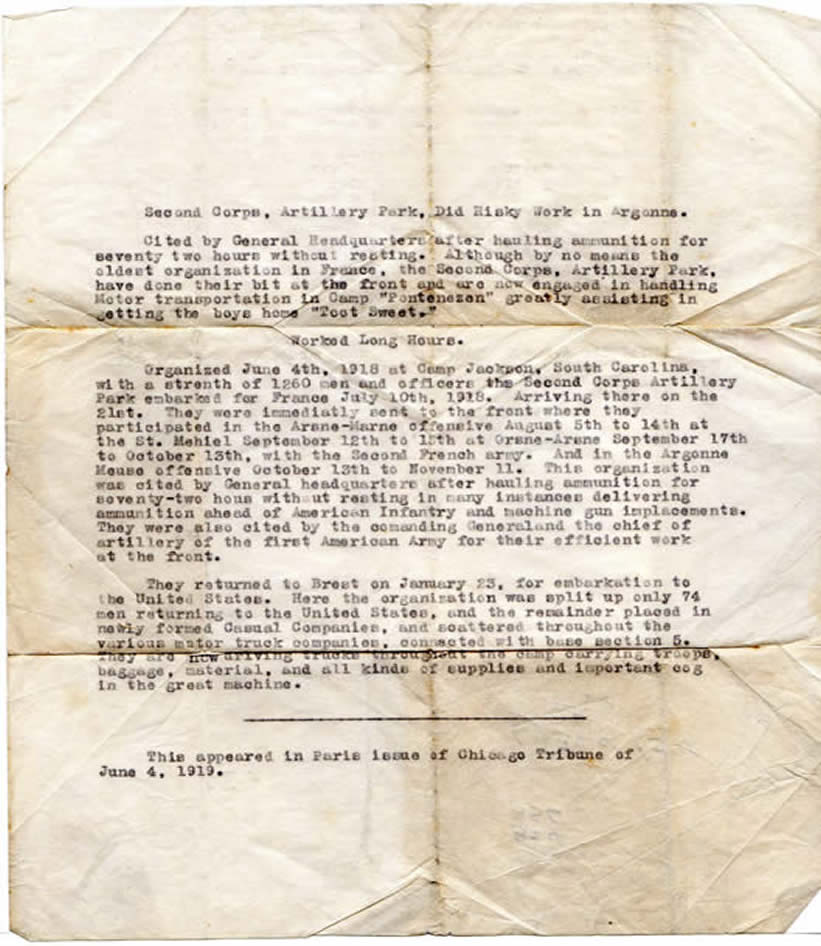 Second Corps, Artillery Park, Did Risky Work in Argonne.
Cited by General Headquarters after hauling ammunition for
seventy two hours without resting. Although by no means the
oldest organization in France, the Second Corps, Artillery Park,
have done their bit at the front and are now engaged in handling
Motor transportation in Camp "Pontenezen" greatly assisting in
getting the boys home "Toot Sweet."
Worked Long Hours.
Organized June 4th, 1918 at Camp Jackson, South Carolina,
with a strenth of 1260 men and officers the Second Corps Artillery
Park embarked for France July 10th, 1918. Arriving there on the
21st. They were immediatly sent to the front where they
participated in the Arsne-Marne offensive August 5th to 14th at
the St. Mehiel September 12th to 15th at Orsne-Arsne September 17th
to October 13th, with the Second French army. And in the Argonne
Meuse offensive October 13th to November 11. This organization
was cited by General headquarters after hauling ammunition for
seventy-two hous without resting in many instances delivering
ammunition ahead of American Infantry and machine gun implacements.
They were also cited by the comanding Generaland the chief of
artillery of the first American Army for their efficient work
at the front.
They returned to Brest on January 23, for embarkation to
the United States. Here the organization was split up only 74
men returning to the United States, and the remainder placed in
newly formed Casual Companies, and scattered throughout the
various motor truck companies, connected with base section 5.
They are now driving trucks throughout the camp carrying troops,
baggage, material, and all kinds of supplies and important cog
in the great machine.
This appeared in Paris issue of Chicago Tribune of
June 4, 1919.